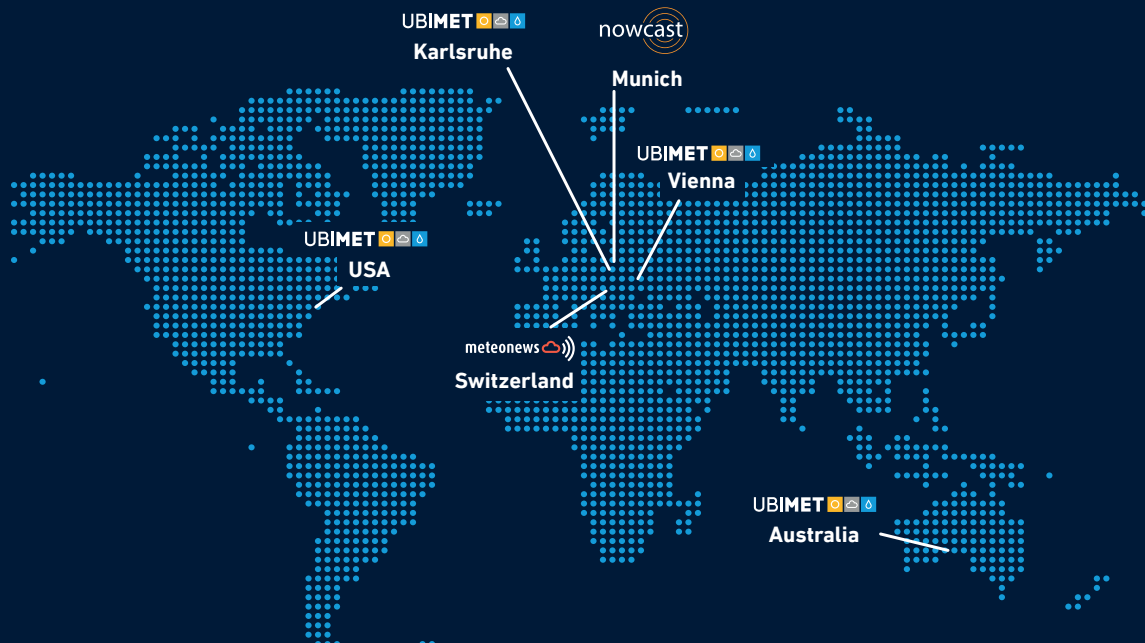 UBIMET
Karlsruhe
nowcast
Munich
UBIMET
Vienna
UBIMET
USA
meteonews
Switzerland
UBIMET
Australia